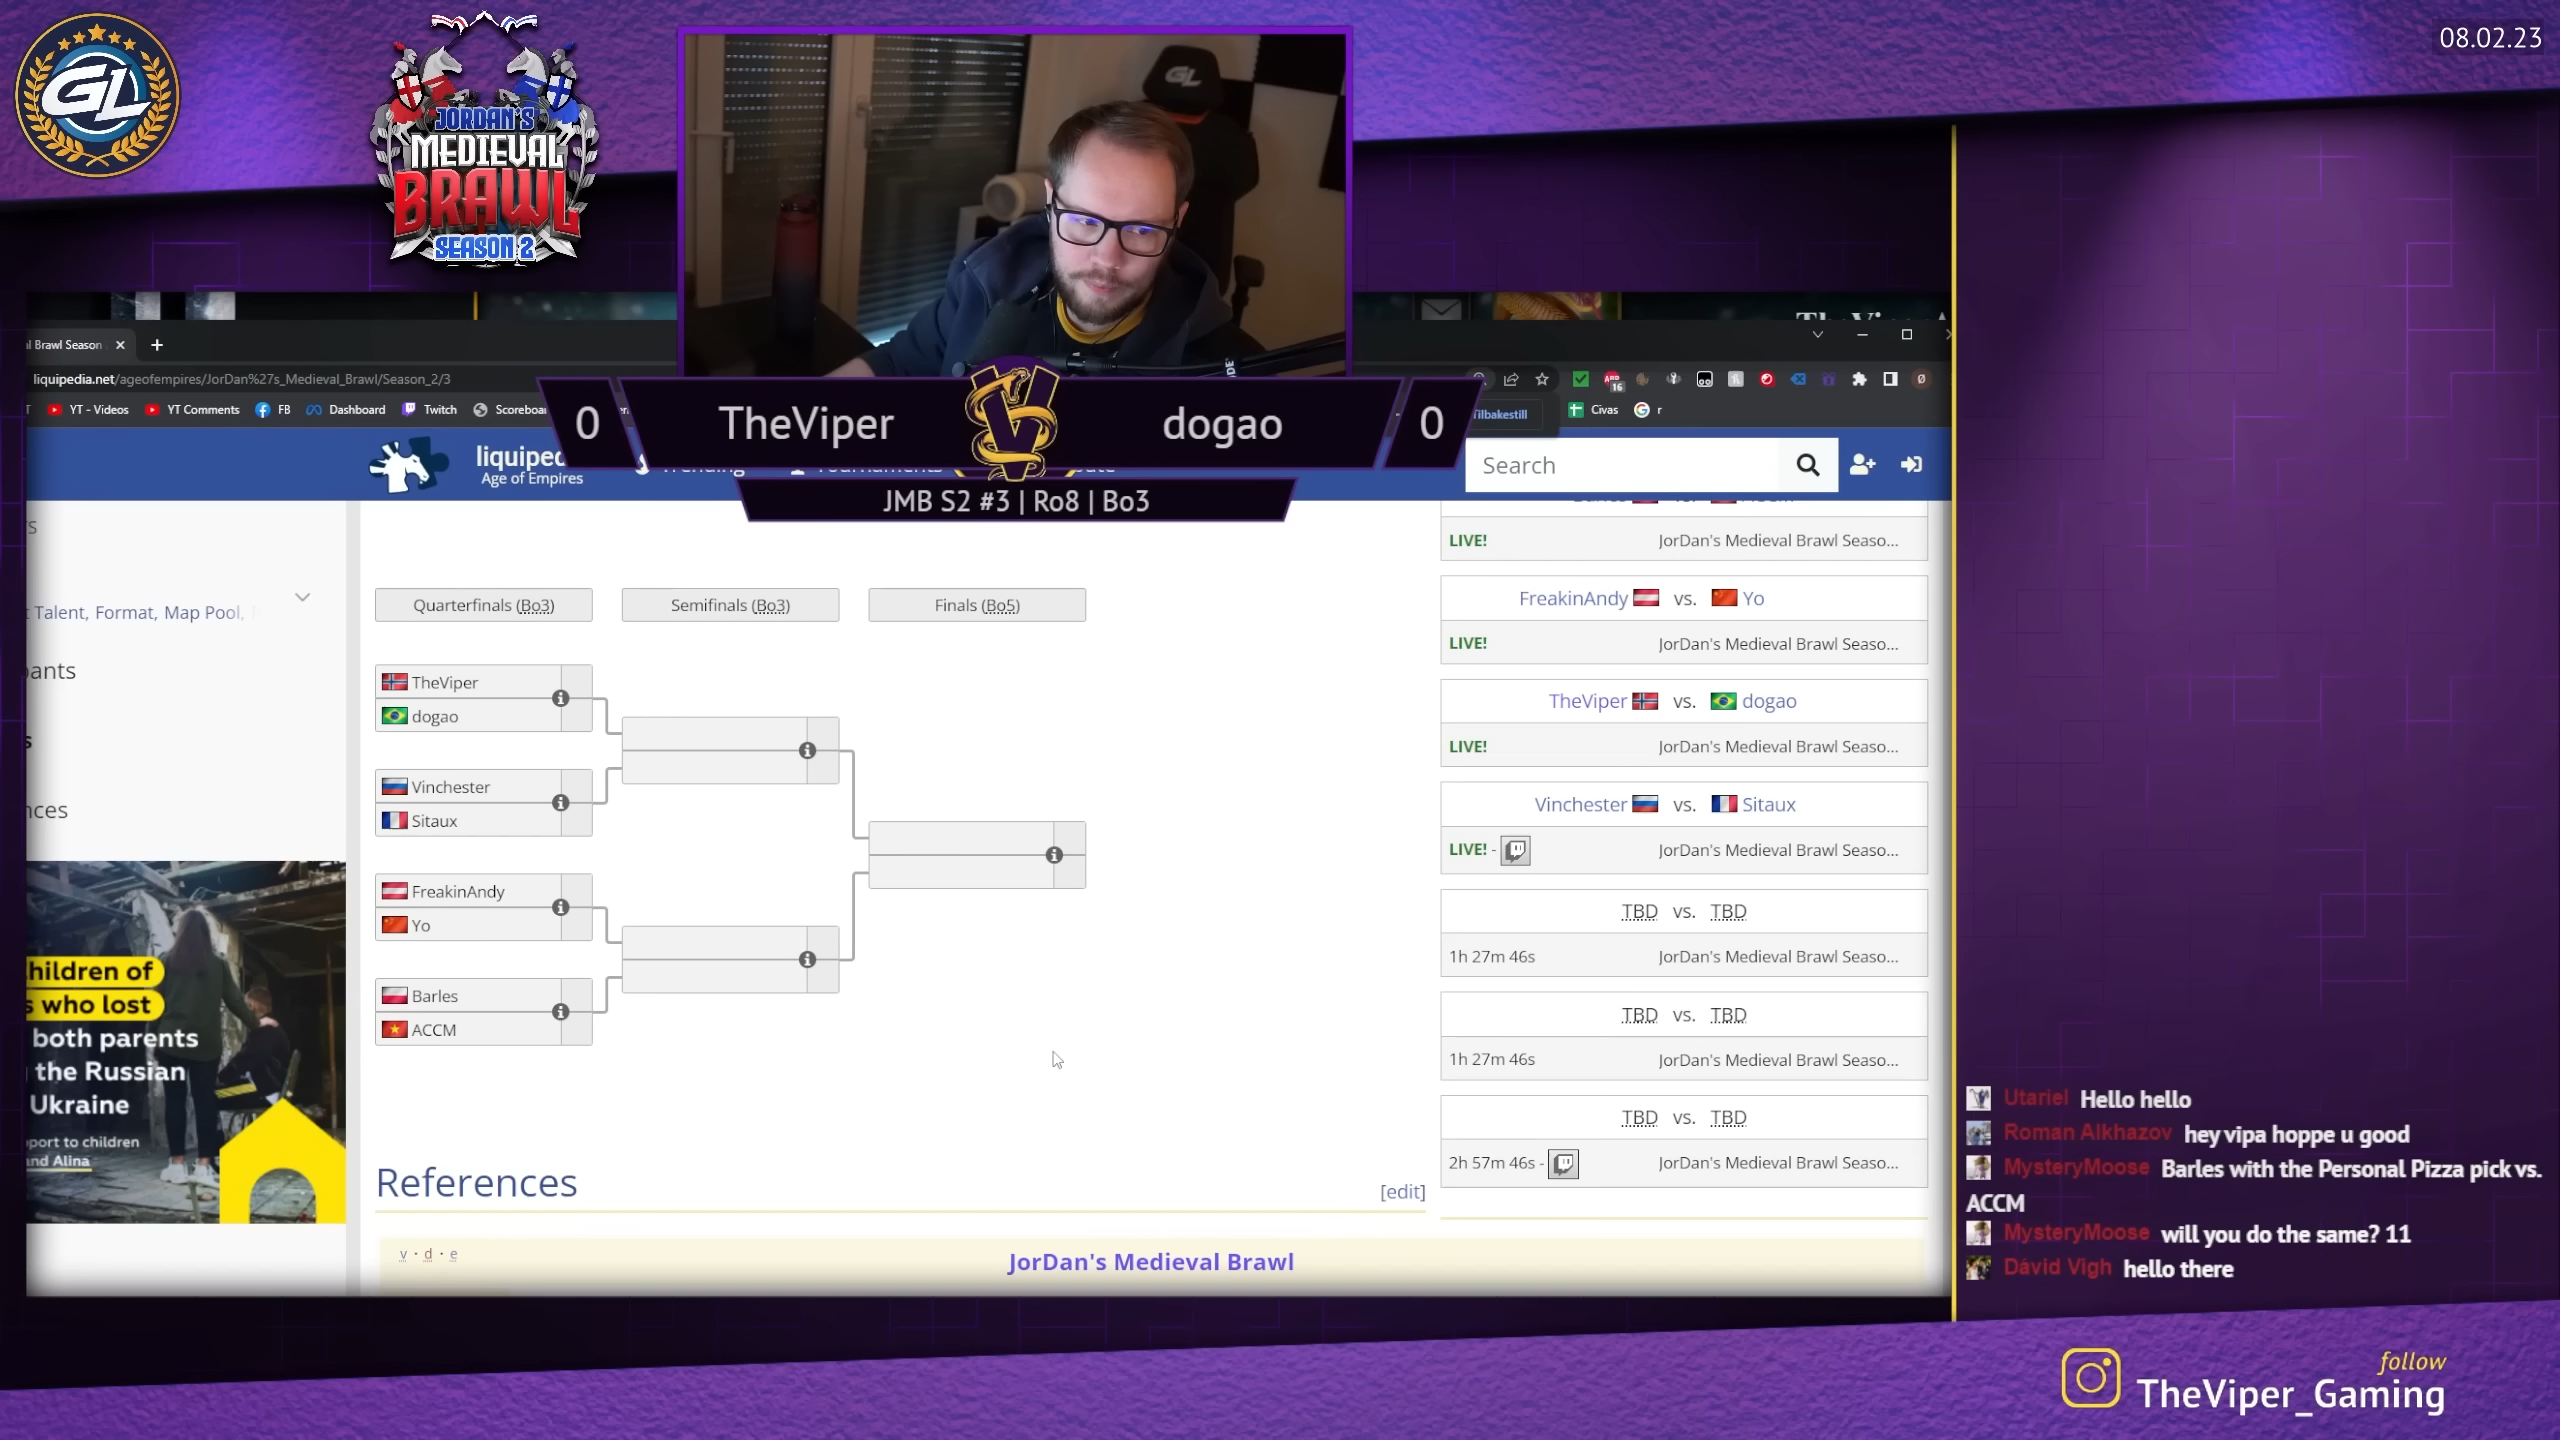 08.02.23
GL
JORDAN'S
MEDIEVAL
BRAWL
SEASON 2
GL
l Brawl Season
liquipedia.net/ageofempires/JorDan%27s_Medieval_Brawl/Season_2/3
YT - Videos YT Comments FB Dashboard Twitch
Tilbakestill
Civas r
16
0 TheViper dogao 0
JMB S2 #3 | Ro8 | Bo3
Age of Empires
Search
Talent, Format, Map Pool,
Quarterfinals (Bo3) Semifinals (Bo3) Finals (Bo5)
TheViper
dogao
Vinchester
Sitaux
FreakinAndy
Yo
Barles
ACCM
LIVE! JorDan's Medieval Brawl Seaso...
FreakinAndy vs. Yo
LIVE! JorDan's Medieval Brawl Seaso...
TheViper vs. dogao
LIVE! JorDan's Medieval Brawl Seaso...
Vinchester vs. Sitaux
LIVE! - JorDan's Medieval Brawl Seaso...
TBD vs. TBD
1h 27m 46s JorDan's Medieval Brawl Seaso...
TBD vs. TBD
1h 27m 46s JorDan's Medieval Brawl Seaso...
TBD vs. TBD
2h 57m 46s - JorDan's Medieval Brawl Seaso...
hildren of
s who lost
both parents
the Russian
Ukraine
port to children
and Alina
References [edit]
v · d · e JorDan's Medieval Brawl
Utariel Hello hello
Roman Alkhazov hey vipa hoppe u good
MysteryMoose Barles with the Personal Pizza pick vs.
ACCM
MysteryMoose will you do the same? 11
Dávid Vigh hello there
follow
TheViper_Gaming